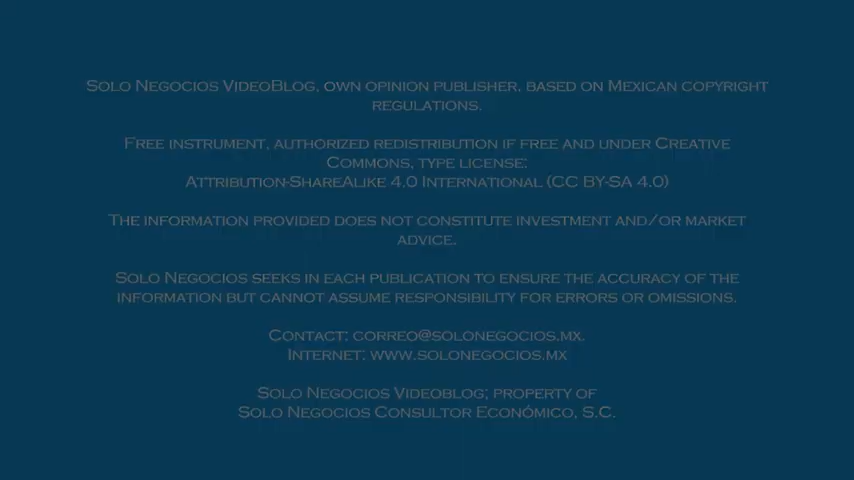 Solo Negocios VideoBlog, own opinion publisher, based on Mexican copyright
regulations.
Free instrument, authorized redistribution if free and under Creative
Commons, type license:
Attribution-ShareAlike 4.0 International (CC BY-SA 4.0)
The information provided does not constitute investment and/or market
advice.
Solo Negocios seeks in each publication to ensure the accuracy of the
information but cannot assume responsibility for errors or omissions.
Contact: correo@solonegocios.mx.
Internet: www.solonegocios.mx
Solo Negocios Videoblog; property of
Solo Negocios Consultor Económico, S.C.